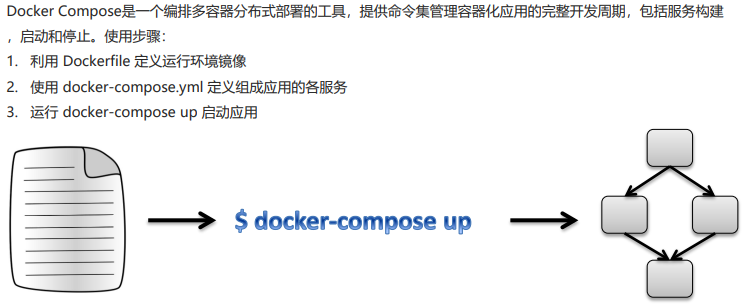 Docker Compose是一个编排多容器分布式部署的工具，提供命令集管理容器化应用的完整开发周期，包括服务构建
，启动和停止。使用步骤：
1. 利用 Dockerfile 定义运行环境镜像
2. 使用 docker-compose.yml 定义组成应用的各服务
3. 运行 docker-compose up 启动应用
$ docker-compose up